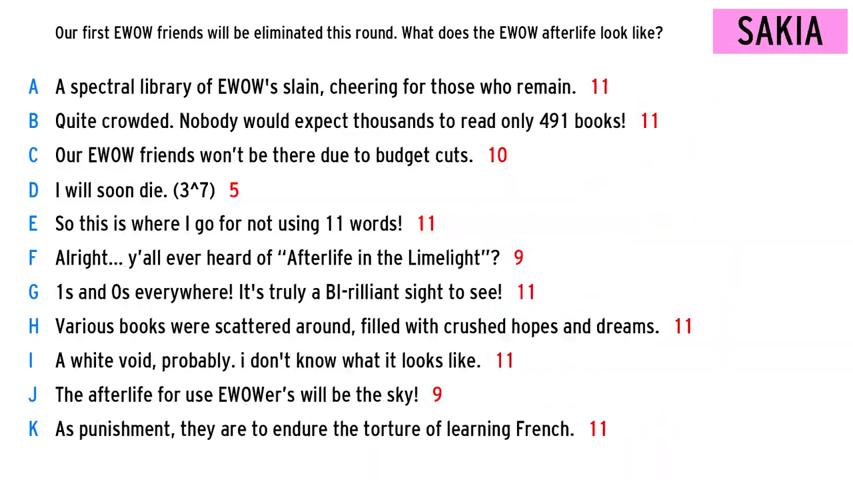 Our first EWOW friends will be eliminated this round. What does the EWOW afterlife look like?
SAKIA
A A spectral library of EWOW's slain, cheering for those who remain. 11
B Quite crowded. Nobody would expect thousands to read only 491 books! 11
C Our EWOW friends won't be there due to budget cuts. 10
D I will soon die. (3^7) 5
E So this is where I go for not using 11 words! 11
F Alright... y'all ever heard of “Afterlife in the Limelight”? 9
G 1s and 0s everywhere! It's truly a BI-rilliant sight to see! 11
H Various books were scattered around, filled with crushed hopes and dreams. 11
I A white void, probably. i don't know what it looks like. 11
J The afterlife for use EWOWer's will be the sky! 9
K As punishment, they are to endure the torture of learning French. 11